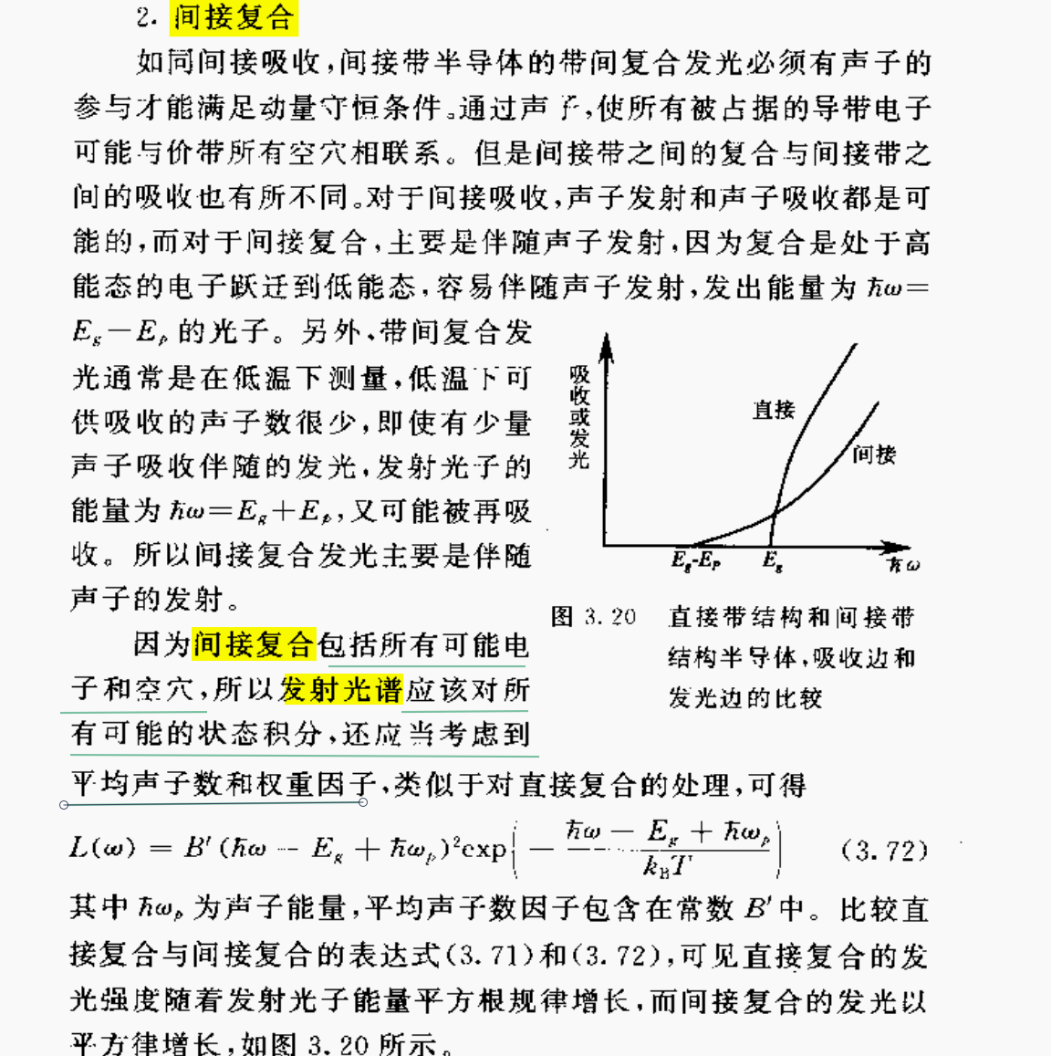 2. 间接复合
如同间接吸收,间接带半导体的带间复合发光必须有声子的
参与才能满足动量守恒条件。通过声子,使所有被占据的导带电子
可能与价带所有空穴相联系。但是间接带之间的复合与间接带之
间的吸收也有所不同。对于间接吸收,声子发射和声子吸收都是可
能的,而对于间接复合,主要是伴随声子发射,因为复合是处于高
能态的电子跃迁到低能态,容易伴随声子发射,发出能量为 ħω=
E_g-E_p 的光子。另外、带间复合发
光通常是在低温下测量,低温下可
供吸收的声子数很少,即使有少量
声子吸收伴随的发光,发射光子的
能量为 ħω=E_g+E_p,又可能被再吸
收。所以间接复合发光主要是伴随
声子的发射。
吸收或发光
直接
间接
E_g-E_P
E_g
ħω
图 3.20 直接带结构和间接带
结构半导体,吸收边和
发光边的比较
因为间接复合包括所有可能电
子和空穴,所以发射光谱应该对所
有可能的状态积分,还应当考虑到
平均声子数和权重因子,类似于对直接复合的处理,可得
L(ω) = B′(ħω - E_g + ħω_p)²exp(-(ħω - E_g + ħω_p)/(k_BT)) (3.72)
其中 ħω_p 为声子能量,平均声子数因子包含在常数 B′中。比较直
接复合与间接复合的表达式(3.71)和(3.72),可见直接复合的发
光强度随着发射光子能量平方根规律增长,而间接复合的发光以
平方律增长,如图 3.20 所示。